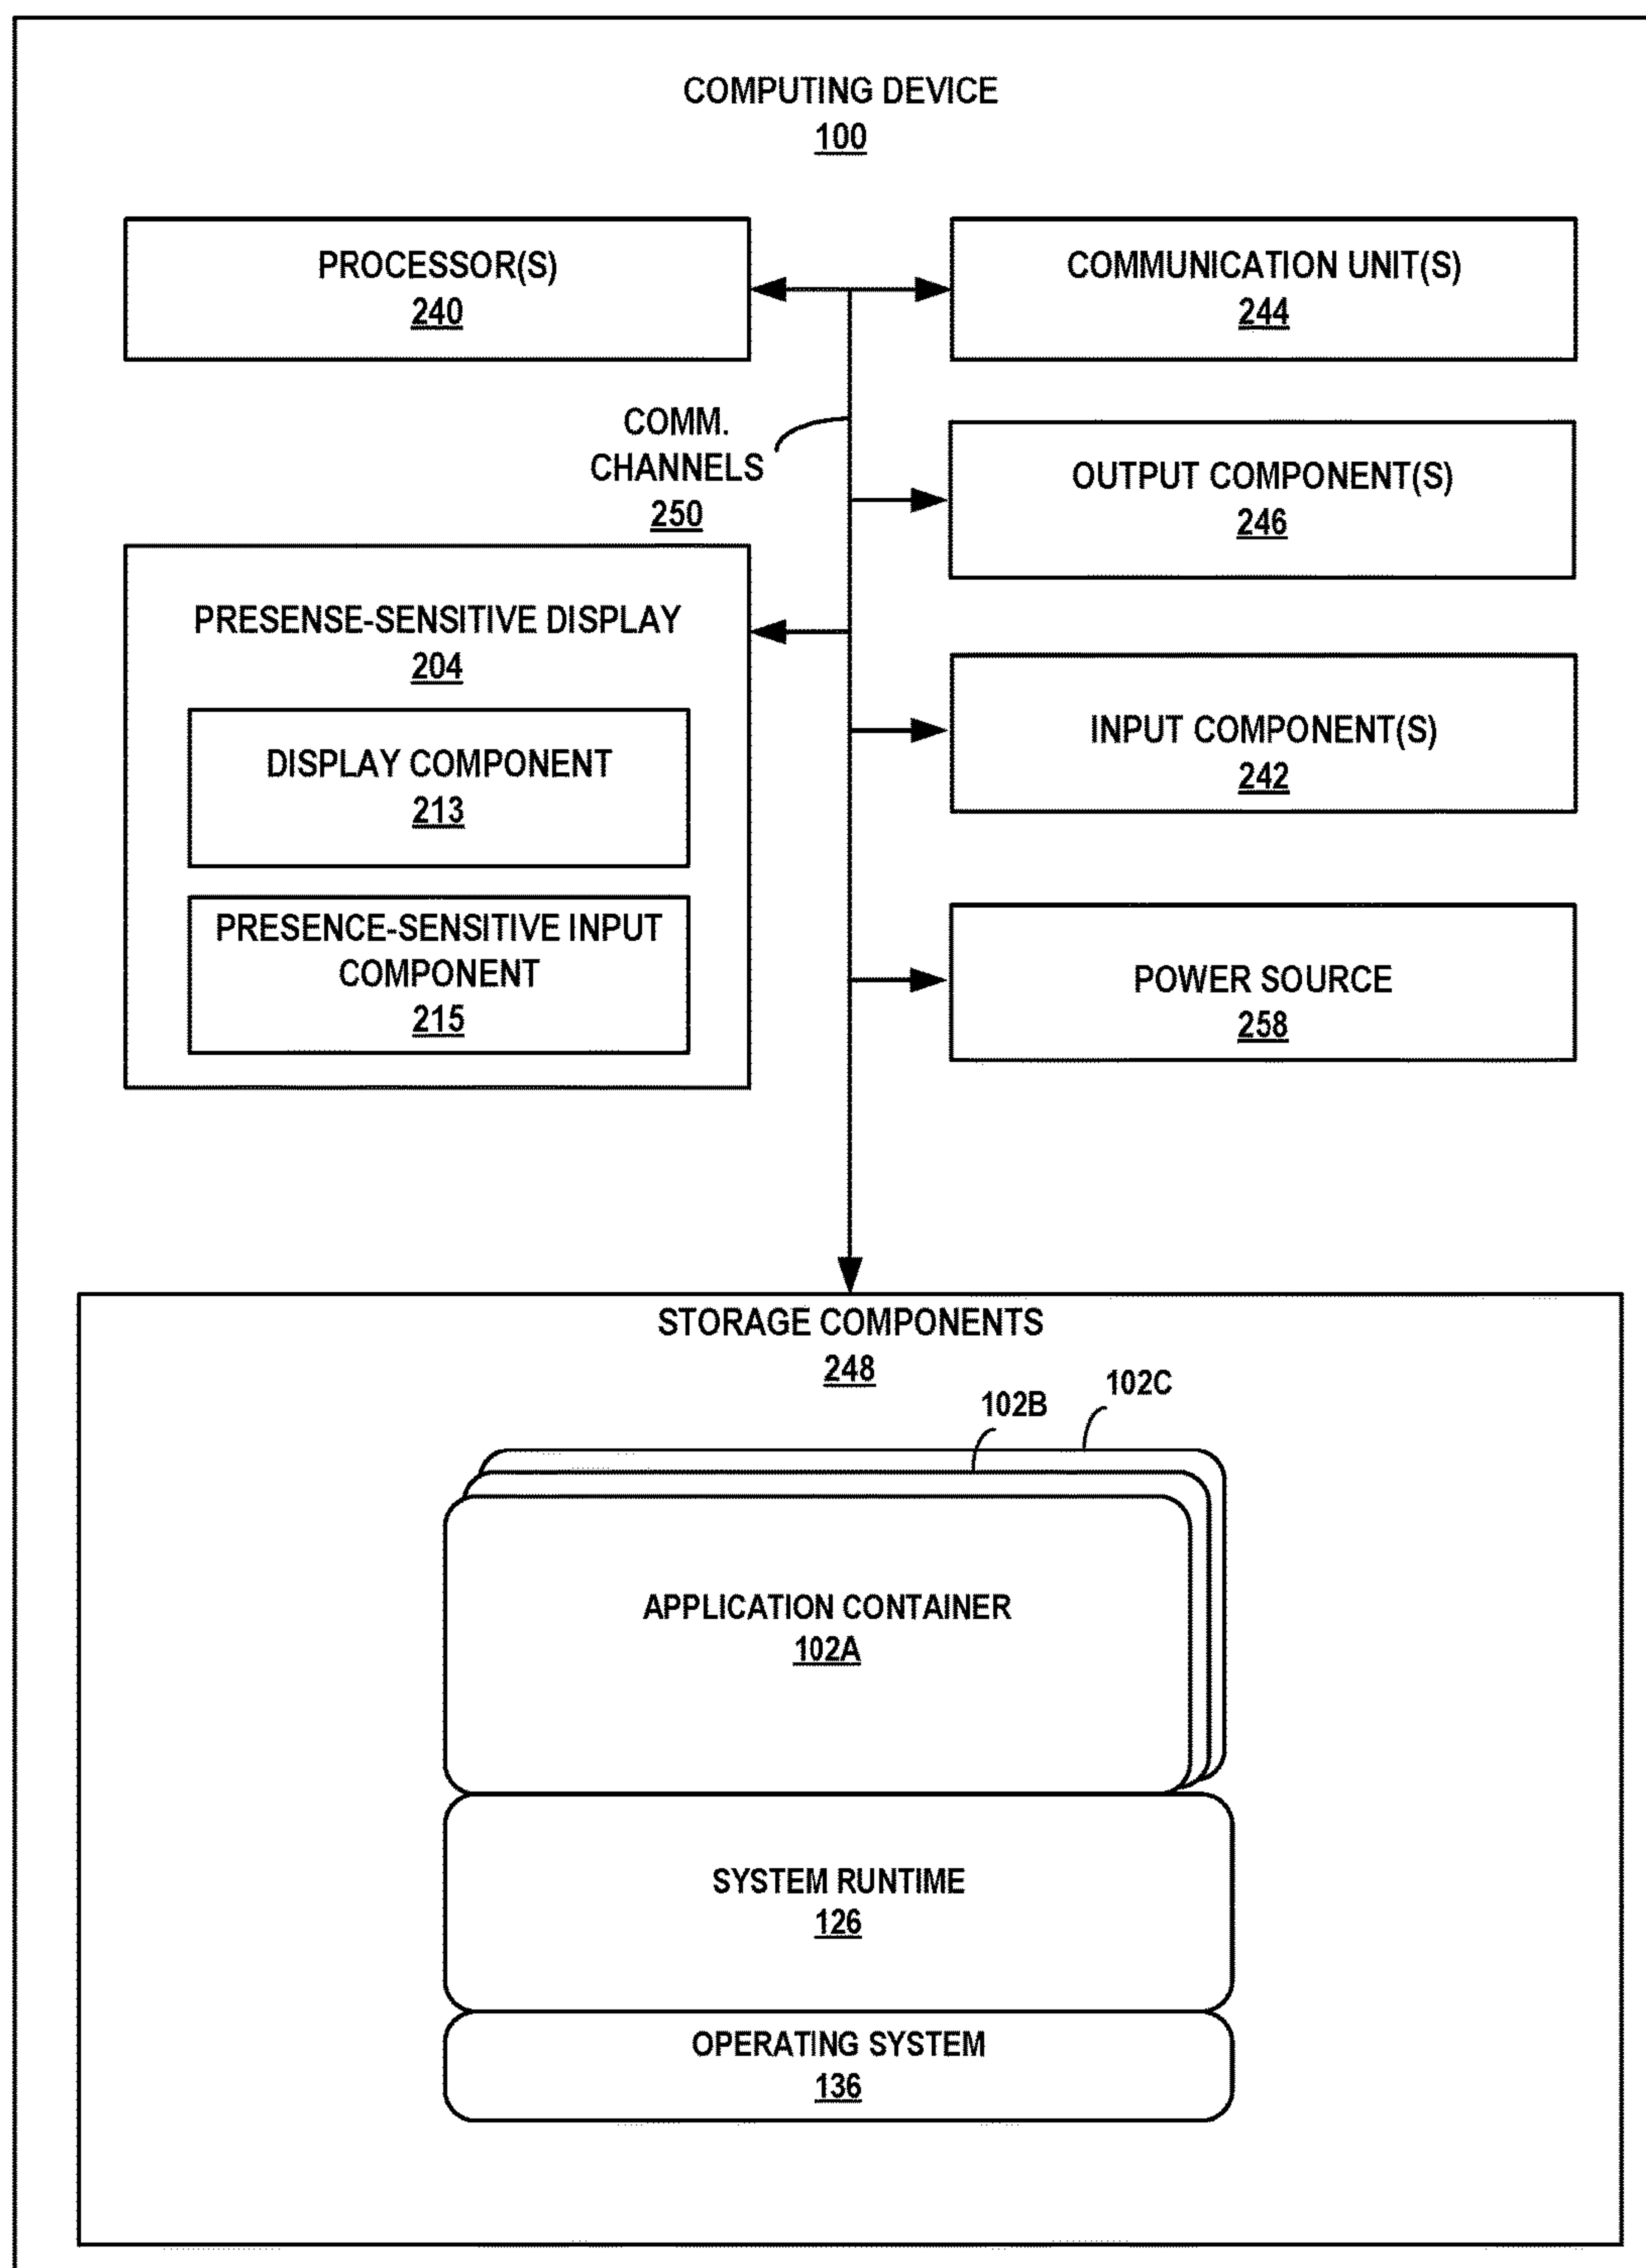 COMPUTING DEVICE
100
PROCESSOR(S)
240
COMMUNICATION UNIT(S)
244
COMM.
CHANNELS
250
OUTPUT COMPONENT(S)
246
PRESENSE-SENSITIVE DISPLAY
204
DISPLAY COMPONENT
213
PRESENCE-SENSITIVE INPUT
COMPONENT
215
INPUT COMPONENT(S)
242
POWER SOURCE
258
STORAGE COMPONENTS
248
102B
102C
APPLICATION CONTAINER
102A
SYSTEM RUNTIME
126
OPERATING SYSTEM
136